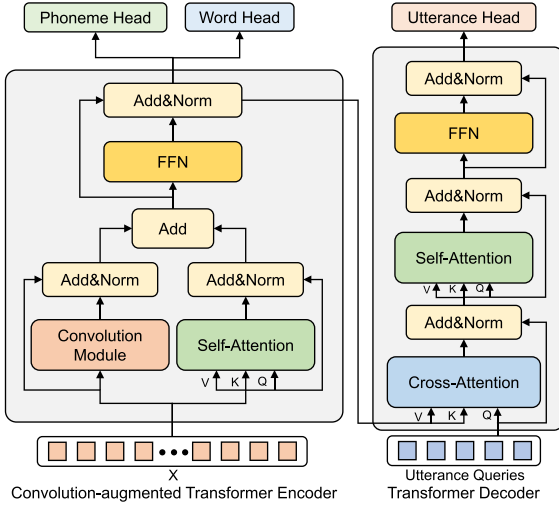 Phoneme Head
Word Head
Add&Norm
FFN
Add
Add&Norm
Add&Norm
Convolution
Module
Self-Attention
V
K
Q
X
Convolution-augmented Transformer Encoder
Utterance Head
Add&Norm
FFN
Add&Norm
Self-Attention
V
K
Q
Add&Norm
Cross-Attention
V
K
Q
Utterance Queries
Transformer Decoder